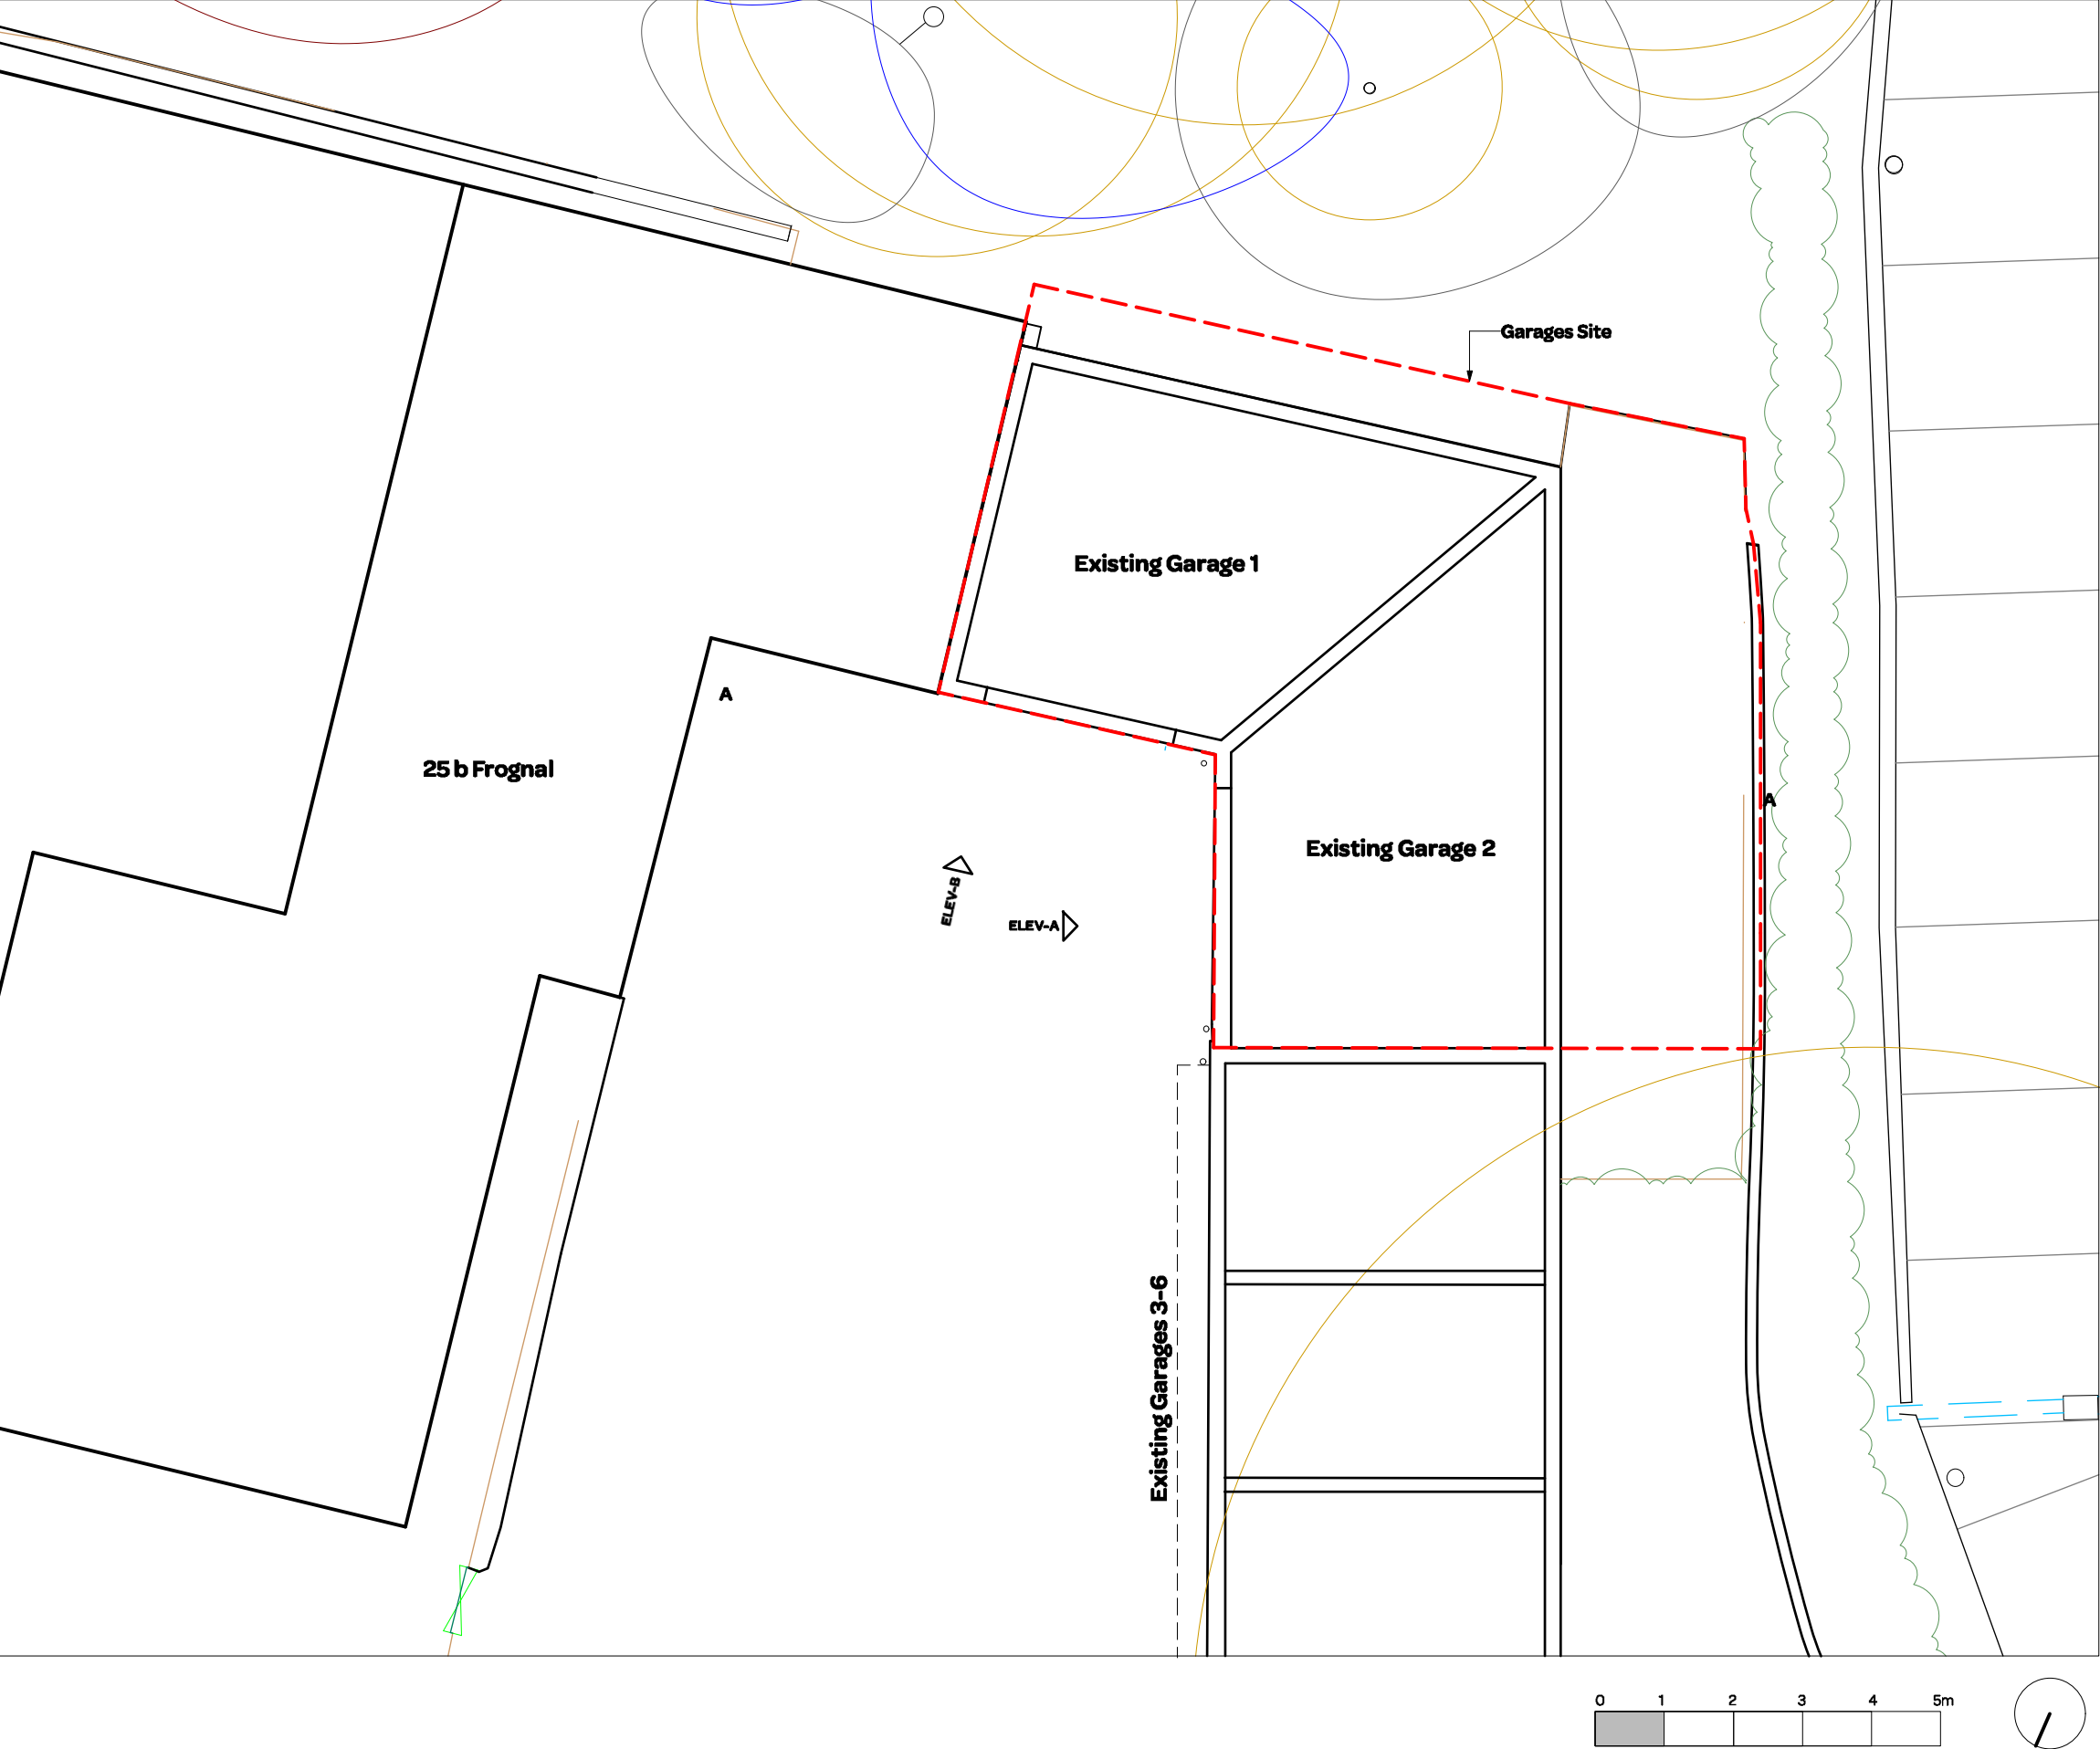 Garages Site
Existing Garage 1
A
25 b Frognal
A
Existing Garage 2
ELEV-B
ELEV-A
Existing Garages 3-6
0 1 2 3 4 5m